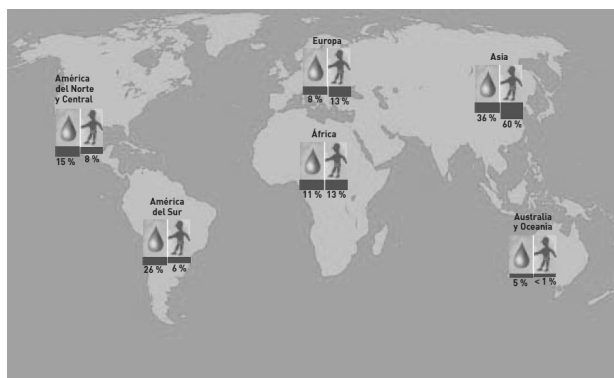 Europa
8 % 13 %
Asia
36 % 60 %
América
del Norte
y Central
15 % 8 %
África
11 % 13 %
América
del Sur
26 % 6 %
Australia
y Oceanía
5 % < 1 %